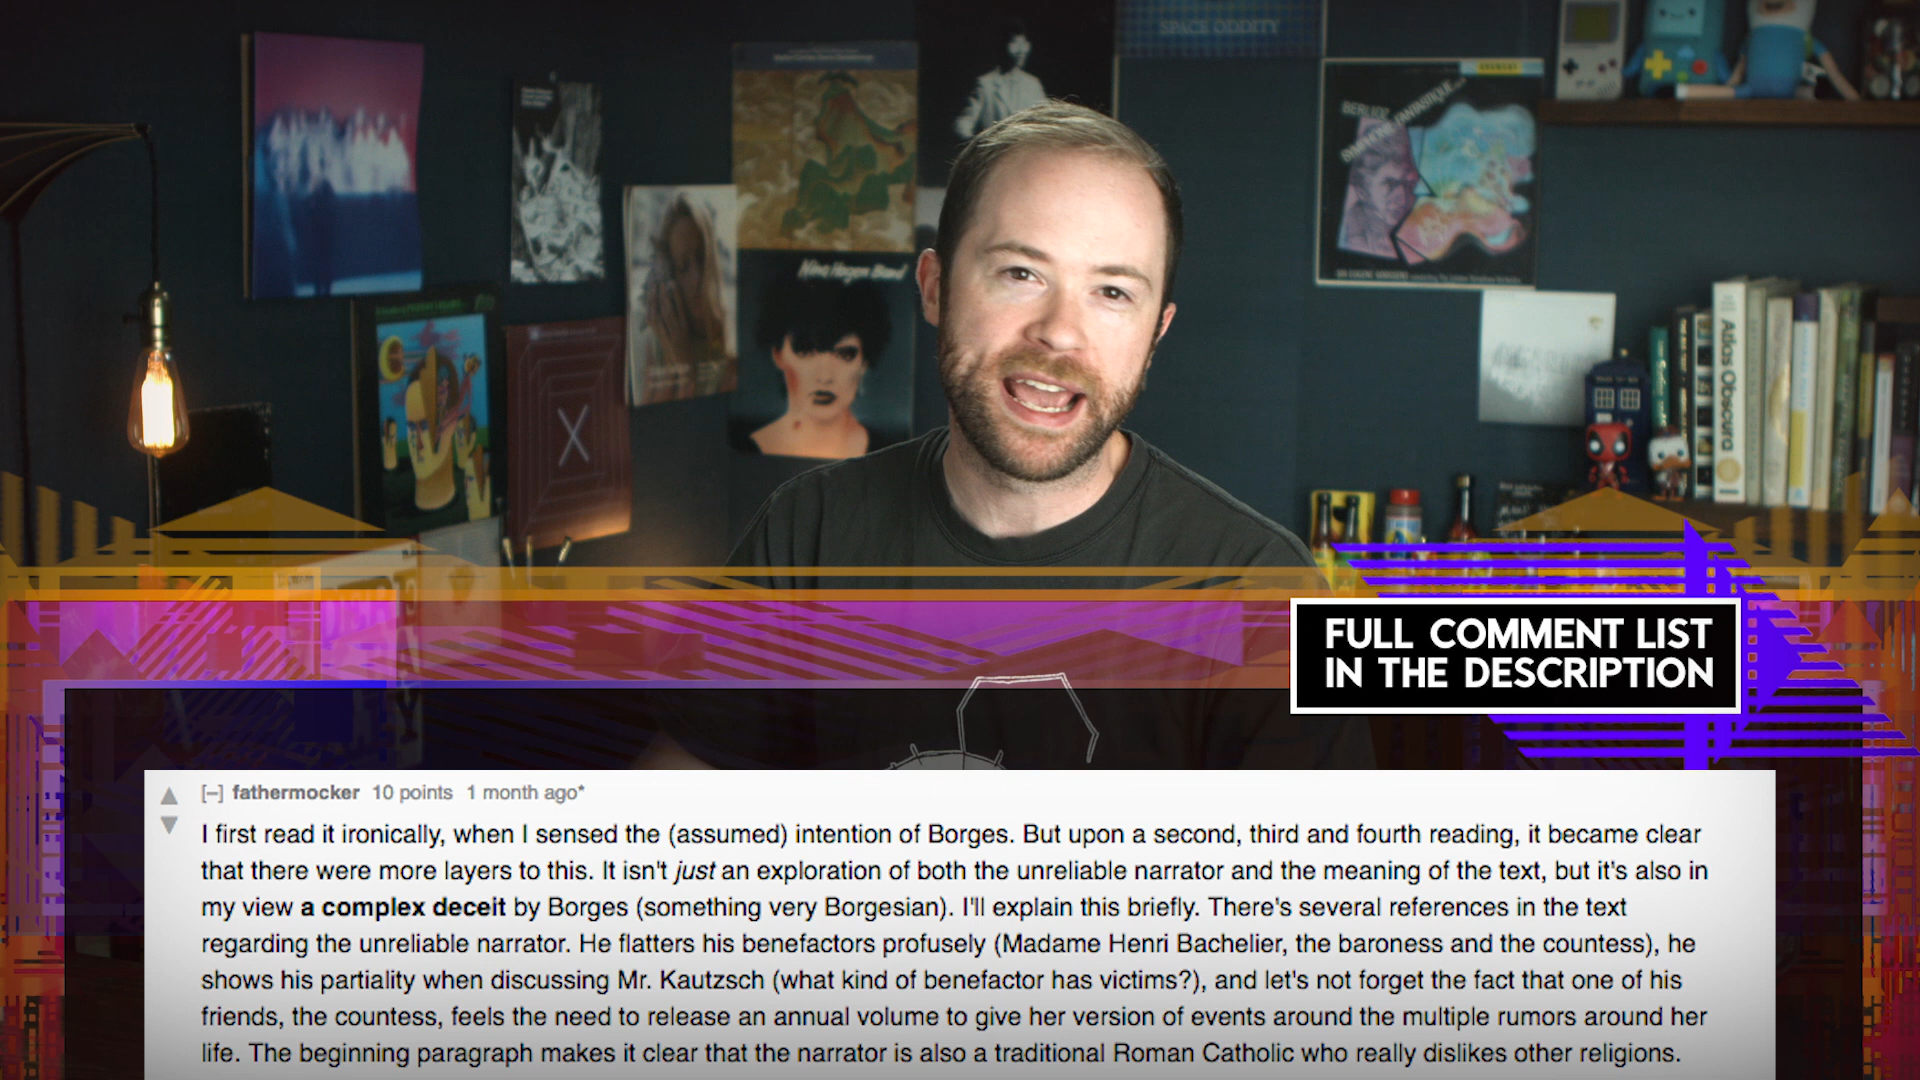 SPACE ODDITY
BERLIOZ
SYMPHONIE FANTASTIQUE
Nina Hagen Band
X
Atlas Obscura
FULL COMMENT LIST
IN THE DESCRIPTION
[–] fathermocker 10 points 1 month ago*
I first read it ironically, when I sensed the (assumed) intention of Borges. But upon a second, third and fourth reading, it became clear
that there were more layers to this. It isn't just an exploration of both the unreliable narrator and the meaning of the text, but it's also in
my view a complex deceit by Borges (something very Borgesian). I'll explain this briefly. There's several references in the text
regarding the unreliable narrator. He flatters his benefactors profusely (Madame Henri Bachelier, the baroness and the countess), he
shows his partiality when discussing Mr. Kautzsch (what kind of benefactor has victims?), and let's not forget the fact that one of his
friends, the countess, feels the need to release an annual volume to give her version of events around the multiple rumors around her
life. The beginning paragraph makes it clear that the narrator is also a traditional Roman Catholic who really dislikes other religions.